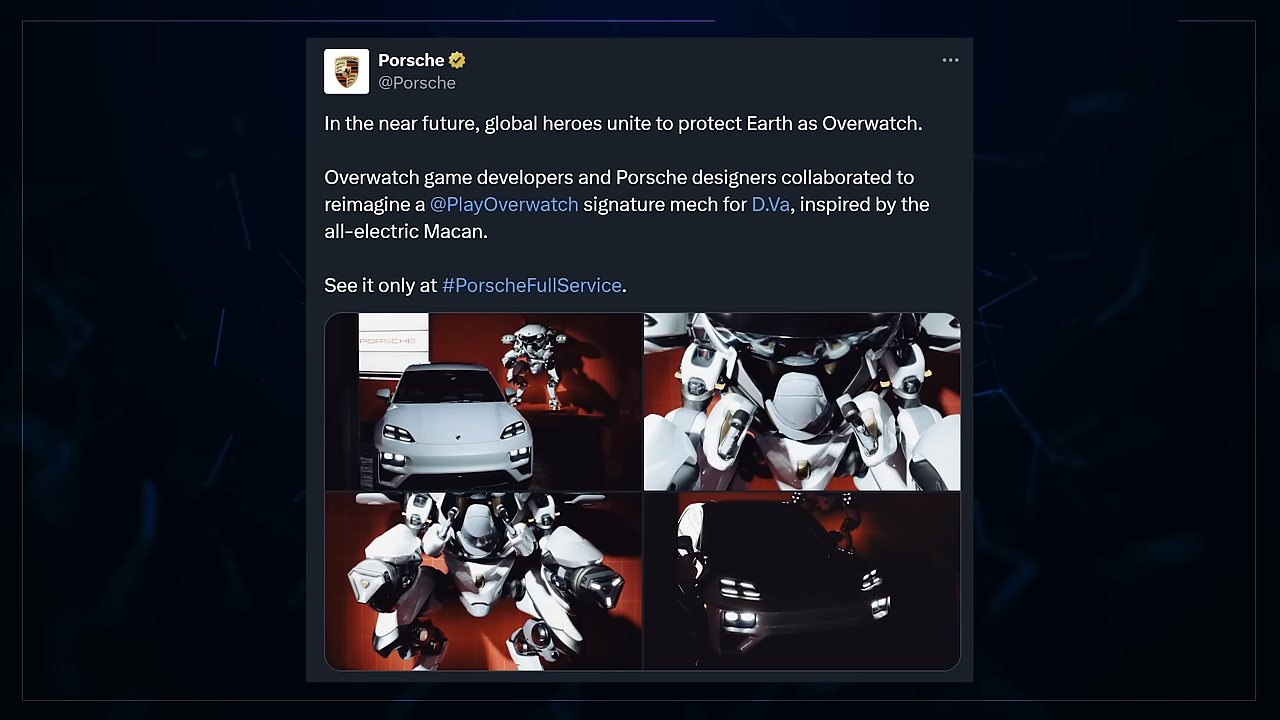 Porsche
@Porsche
In the near future, global heroes unite to protect Earth as Overwatch.
Overwatch game developers and Porsche designers collaborated to
reimagine a @PlayOverwatch signature mech for D.Va, inspired by the
all-electric Macan.
See it only at #PorscheFullService.
PORSCHE